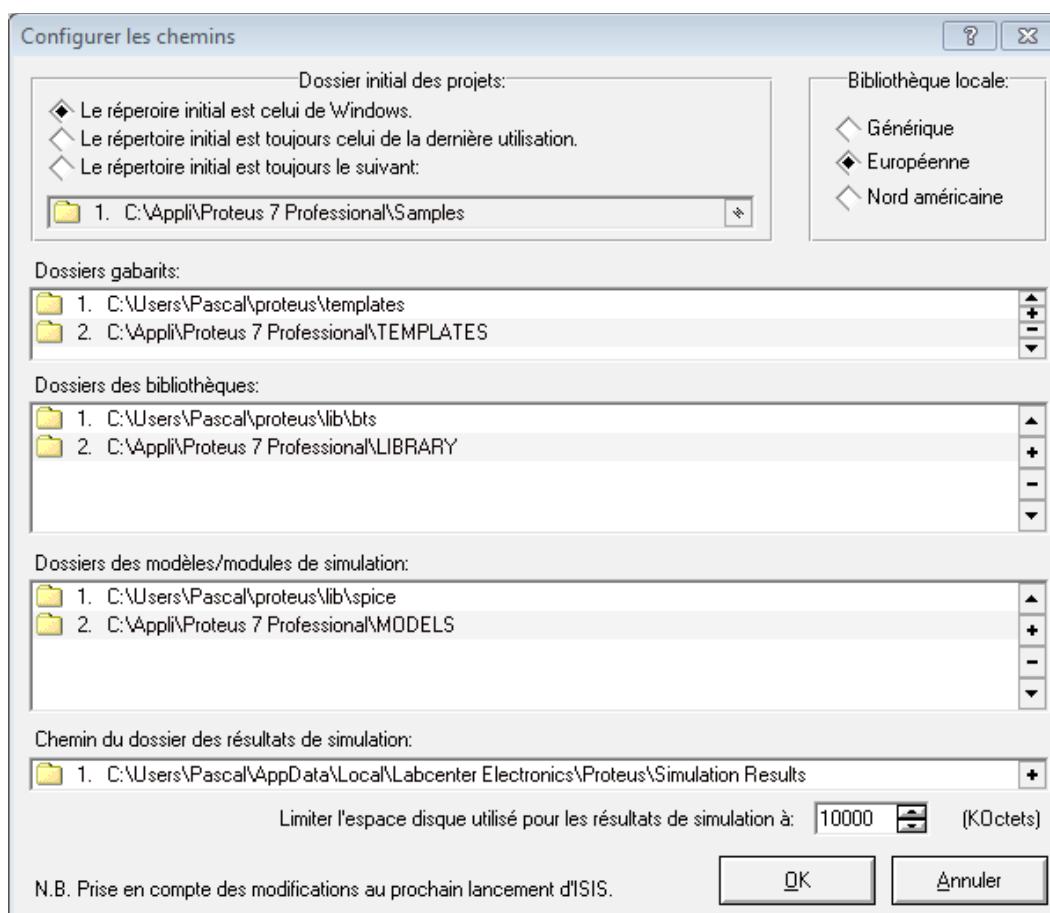 Configurer les chemins
Dossier initial des projets:
Le réperoire initial est celui de Windows.
Le répertoire initial est toujours celui de la dernière utilisation.
Le répertoire initial est toujours le suivant:
1. C:\Appli\Proteus 7 Professional\Samples
Bibliothèque locale:
Générique
Européenne
Nord américaine
Dossiers gabarits:
1. C:\Users\Pascal\proteus\templates
2. C:\Appli\Proteus 7 Professional\TEMPLATES
Dossiers des bibliothèques:
1. C:\Users\Pascal\proteus\lib\bts
2. C:\Appli\Proteus 7 Professional\LIBRARY
Dossiers des modèles/modules de simulation:
1. C:\Users\Pascal\proteus\lib\spice
2. C:\Appli\Proteus 7 Professional\MODELS
Chemin du dossier des résultats de simulation:
1. C:\Users\Pascal\AppData\Local\Labcenter Electronics\Proteus\Simulation Results
Limiter l'espace disque utilisé pour les résultats de simulation à: 10000 (KOctets)
N.B. Prise en compte des modifications au prochain lancement d'ISIS.
OK
Annuler